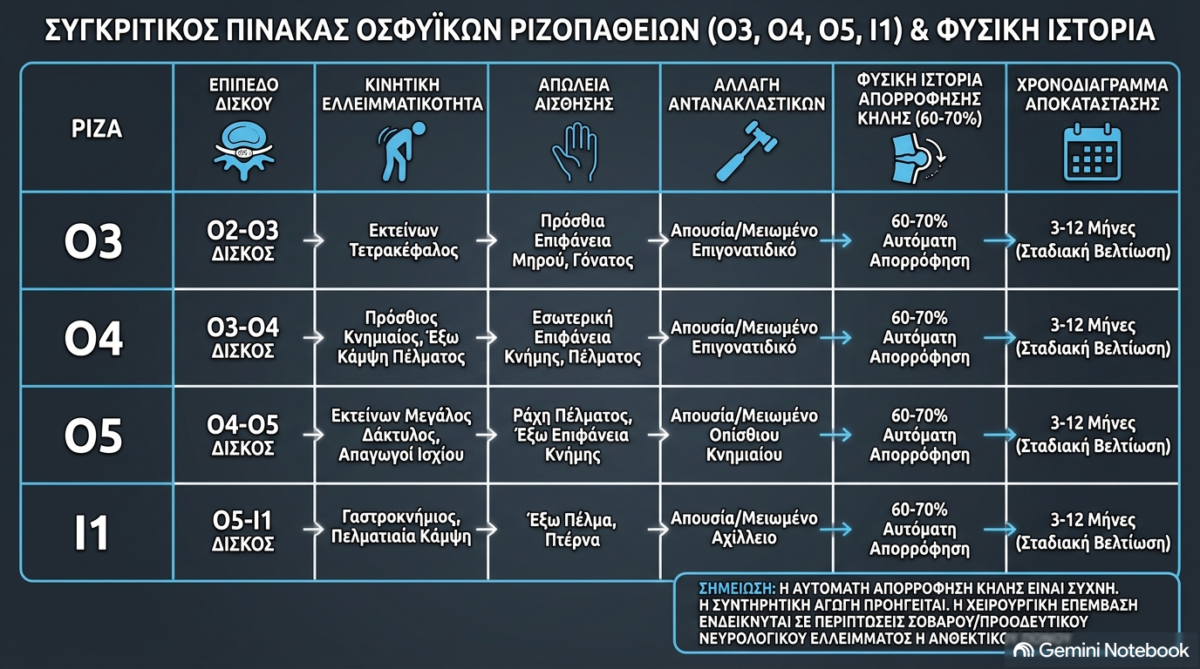 ΣΥΓΚΡΙΤΙΚΟΣ ΠΙΝΑΚΑΣ ΟΣΦΥΪΚΩΝ ΡΙΖΟΠΑΘΕΙΩΝ (Ο3, Ο4, Ο5, Ι1) & ΦΥΣΙΚΗ ΙΣΤΟΡΙΑ
ΡΙΖΑ
ΕΠΙΠΕΔΟ
ΔΙΣΚΟΥ
ΚΙΝΗΤΙΚΗ
ΕΛΛΕΙΜΜΑΤΙΚΟΤΗΤΑ
ΑΠΩΛΕΙΑ
ΑΙΣΘΗΣΗΣ
ΑΛΛΑΓΗ
ΑΝΤΑΝΑΚΛΑΣΤΙΚΩΝ
ΦΥΣΙΚΗ ΙΣΤΟΡΙΑ
ΑΠΟΡΡΟΦΗΣΗΣ
ΚΗΛΗΣ (60-70%)
ΧΡΟΝΟΔΙΑΓΡΑΜΜΑ
ΑΠΟΚΑΤΑΣΤΑΣΗΣ
Ο3
Ο2-Ο3
ΔΙΣΚΟΣ
Εκτείνων
Τετρακέφαλος
Πρόσθια
Επιφάνεια
Μηρού, Γόνατος
Απουσία/Μειωμένο
Επιγονατιδικό
60-70%
Αυτόματη
Απορρόφηση
3-12 Μήνες
(Σταδιακή Βελτίωση)
Ο4
Ο3-Ο4
ΔΙΣΚΟΣ
Πρόσθιος
Κνημιαίος, Έξω
Κάμψη Πέλματος
Εσωτερική
Επιφάνεια
Κνήμης, Πέλματος
Απουσία/Μειωμένο
Επιγονατιδικό
60-70%
Αυτόματη
Απορρόφηση
3-12 Μήνες
(Σταδιακή Βελτίωση)
Ο5
Ο4-Ο5
ΔΙΣΚΟΣ
Εκτείνων Μεγάλος
Δάκτυλος,
Απαγωγοί Ισχίου
Ράχη Πέλματος,
Έξω Επιφάνεια
Κνήμης
Απουσία/Μειωμένο
Οπίσθιου
Κνημιαίου
60-70%
Αυτόματη
Απορρόφηση
3-12 Μήνες
(Σταδιακή Βελτίωση)
Ι1
Ο5-Ι1
ΔΙΣΚΟΣ
Γαστροκνήμιος,
Πελματιαία Κάμψη
Έξω Πέλμα,
Πτέρνα
Απουσία/Μειωμένο
Αχίλλειο
60-70%
Αυτόματη
Απορρόφηση
3-12 Μήνες
(Σταδιακή Βελτίωση)
ΣΗΜΕΙΩΣΗ: Η ΑΥΤΟΜΑΤΗ ΑΠΟΡΡΟΦΗΣΗ ΚΗΛΗΣ ΕΙΝΑΙ ΣΥΧΝΗ.
Η ΣΥΝΤΗΡΗΤΙΚΗ ΑΓΩΓΗ ΠΡΟΗΓΕΙΤΑΙ. Η ΧΕΙΡΟΥΡΓΙΚΗ ΕΠΕΜΒΑΣΗ
ΕΝΔΕΙΚΝΥΤΑΙ ΣΕ ΠΕΡΙΠΤΩΣΕΙΣ ΣΟΒΑΡΟΥ/ΠΡΟΟΔΕΥΤΙΚΟΥ
ΝΕΥΡΟΛΟΓΙΚΟΥ ΕΛΛΕΙΜΜΑΤΟΣ Η
Gemini Notebook